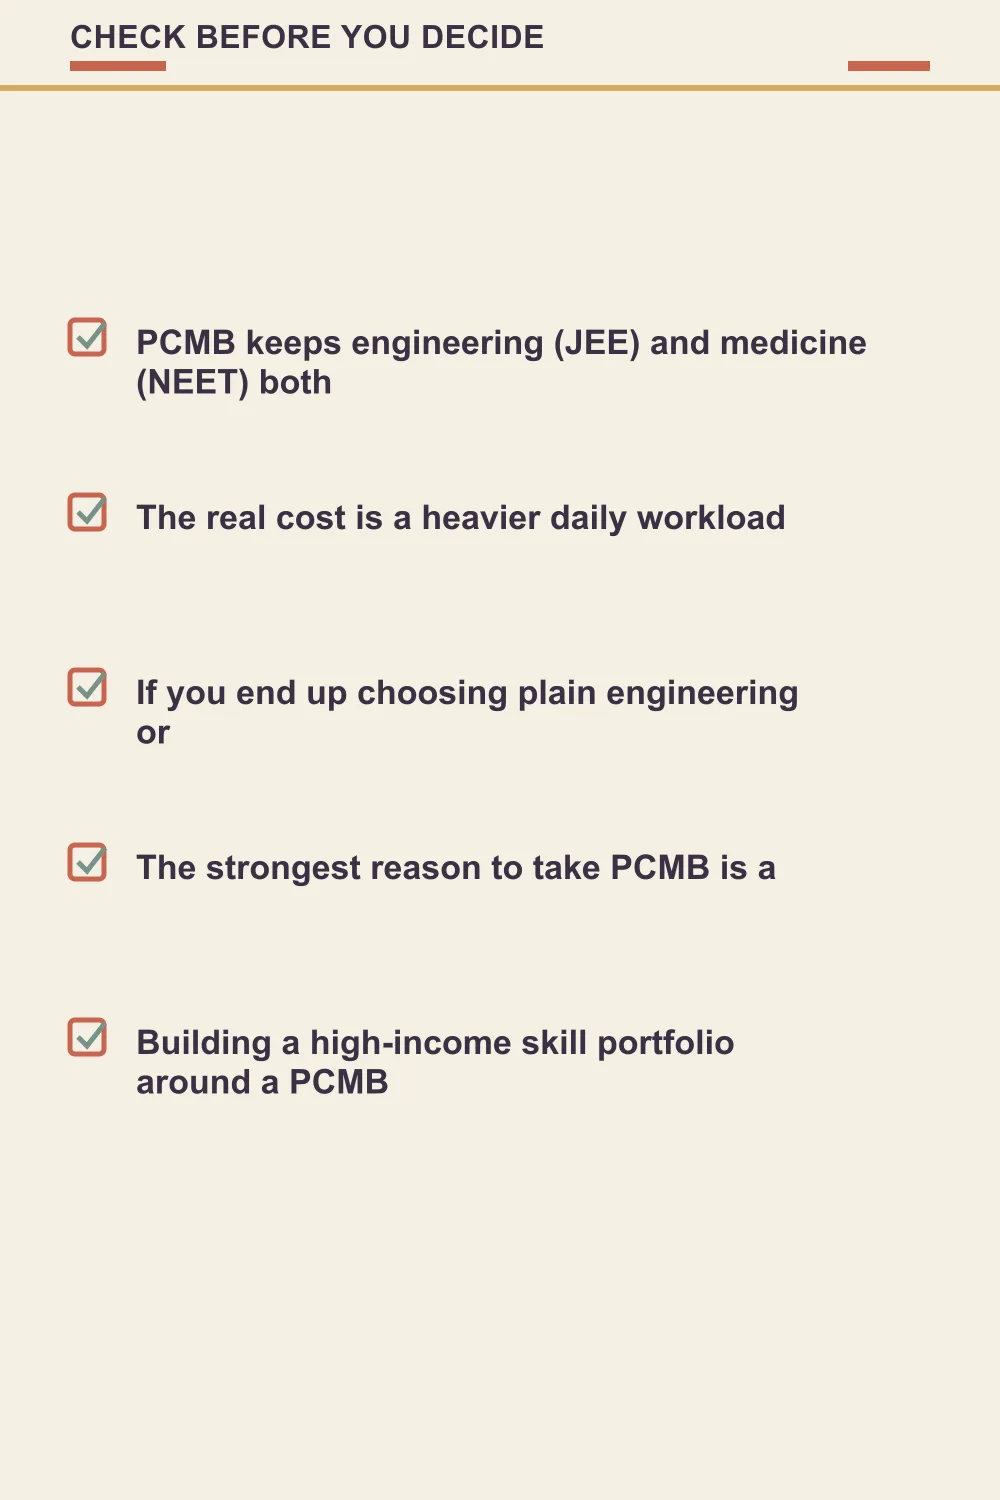 CHECK BEFORE YOU DECIDE
PCMB keeps engineering (JEE) and medicine
(NEET) both
The real cost is a heavier daily workload
If you end up choosing plain engineering
or
The strongest reason to take PCMB is a
Building a high-income skill portfolio
around a PCMB